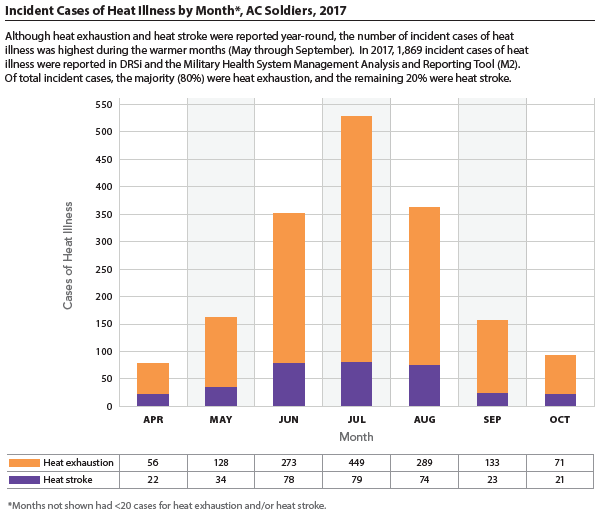 Incident Cases of Heat Illness by Month*, AC Soldiers, 2017
Although heat exhaustion and heat stroke were reported year-round, the number of incident cases of heat
illness was highest during the warmer months (May through September).  In 2017, 1,869 incident cases of heat
illness were reported in DRSi and the Military Health System Management Analysis and Reporting Tool (M2).
Of total incident cases, the majority (80%) were heat exhaustion, and the remaining 20% were heat stroke.
550
500
450
400
350
300
250
200
150
100
50
0
Cases of Heat Illness
APR MAY JUN JUL AUG SEP OCT
Month
Heat exhaustion 56 128 273 449 289 133 71
Heat stroke 22 34 78 79 74 23 21
*Months not shown had <20 cases for heat exhaustion and/or heat stroke.